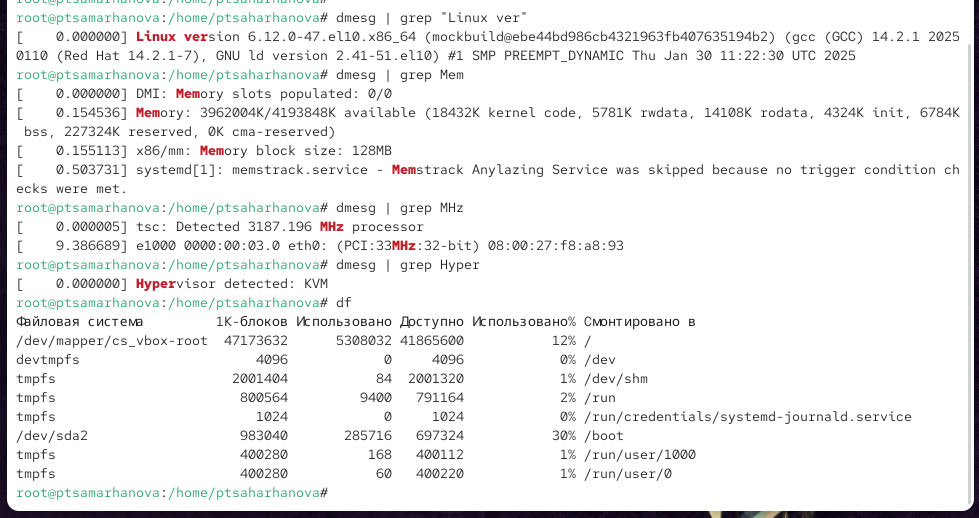 root@ptsamarhanova:/home/ptsaharhanova# dmesg | grep "Linux ver"
[    0.000000] Linux version 6.12.0-47.el10.x86_64 (mockbuild@ebe44bd986cb4321963fb407635194b2) (gcc (GCC) 14.2.1 2025
0110 (Red Hat 14.2.1-7), GNU ld version 2.41-51.el10) #1 SMP PREEMPT_DYNAMIC Thu Jan 30 11:22:30 UTC 2025
root@ptsamarhanova:/home/ptsaharhanova# dmesg | grep Mem
[    0.000000] DMI: Memory slots populated: 0/0
[    0.154536] Memory: 3962004K/4193848K available (18432K kernel code, 5781K rwdata, 14108K rodata, 4324K init, 6784K
 bss, 227324K reserved, 0K cma-reserved)
[    0.155113] x86/mm: Memory block size: 128MB
[    0.503731] systemd[1]: memstrack.service - Memstrack Anylazing Service was skipped because no trigger condition ch
ecks were met.
root@ptsamarhanova:/home/ptsaharhanova# dmesg | grep MHz
[    0.000005] tsc: Detected 3187.196 MHz processor
[    9.386689] e1000 0000:00:03.0 eth0: (PCI:33MHz:32-bit) 08:00:27:f8:a8:93
root@ptsamarhanova:/home/ptsaharhanova# dmesg | grep Hyper
[    0.000000] Hypervisor detected: KVM
root@ptsamarhanova:/home/ptsaharhanova# df
Файловая система         1K-блоков Использовано Доступно Использовано% Смонтировано в
/dev/mapper/cs_vbox-root  47173632      5308032 41865600           12% /
devtmpfs                      4096            0     4096            0% /dev
tmpfs                      2001404           84  2001320            1% /dev/shm
tmpfs                       800564         9400   791164            2% /run
tmpfs                         1024            0     1024            0% /run/credentials/systemd-journald.service
/dev/sda2                   983040       285716   697324           30% /boot
tmpfs                       400280          168   400112            1% /run/user/1000
tmpfs                       400280           60   400220            1% /run/user/0
root@ptsamarhanova:/home/ptsaharhanova#